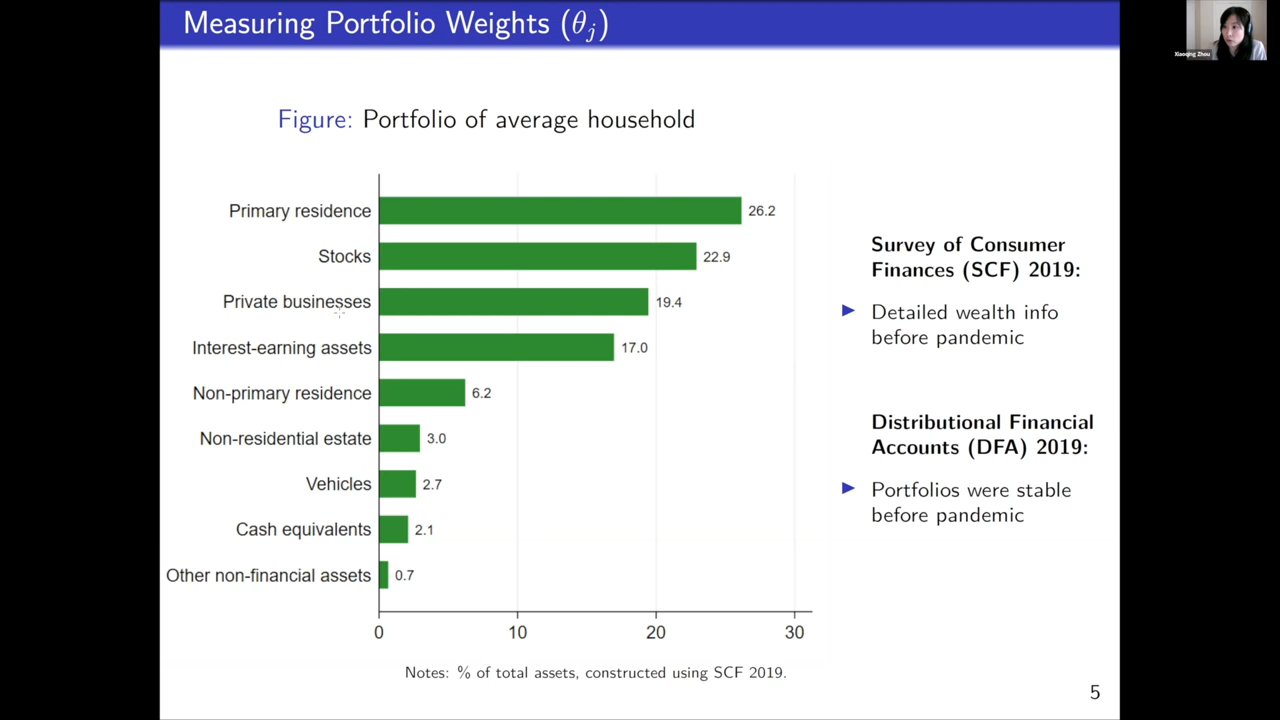 Measuring Portfolio Weights (θj)
Xiaoqing Zhou
Figure: Portfolio of average household
Primary residence 26.2
Stocks 22.9
Private businesses 19.4
Interest-earning assets 17.0
Non-primary residence 6.2
Non-residential estate 3.0
Vehicles 2.7
Cash equivalents 2.1
Other non-financial assets 0.7
0 10 20 30
Notes: % of total assets, constructed using SCF 2019.
Survey of Consumer
Finances (SCF) 2019:
▶ Detailed wealth info
before pandemic
Distributional Financial
Accounts (DFA) 2019:
▶ Portfolios were stable
before pandemic
5